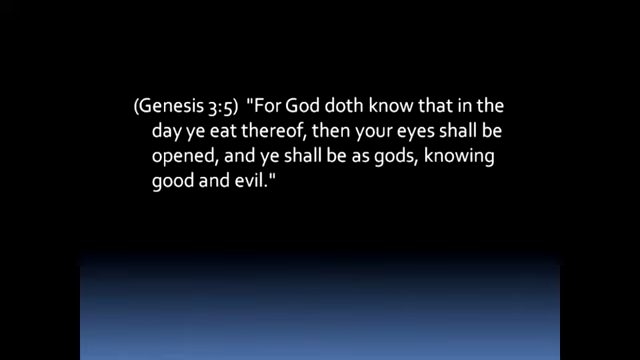 (Genesis 3:5) "For God doth know that in the
day ye eat thereof, then your eyes shall be
opened, and ye shall be as gods, knowing
good and evil."